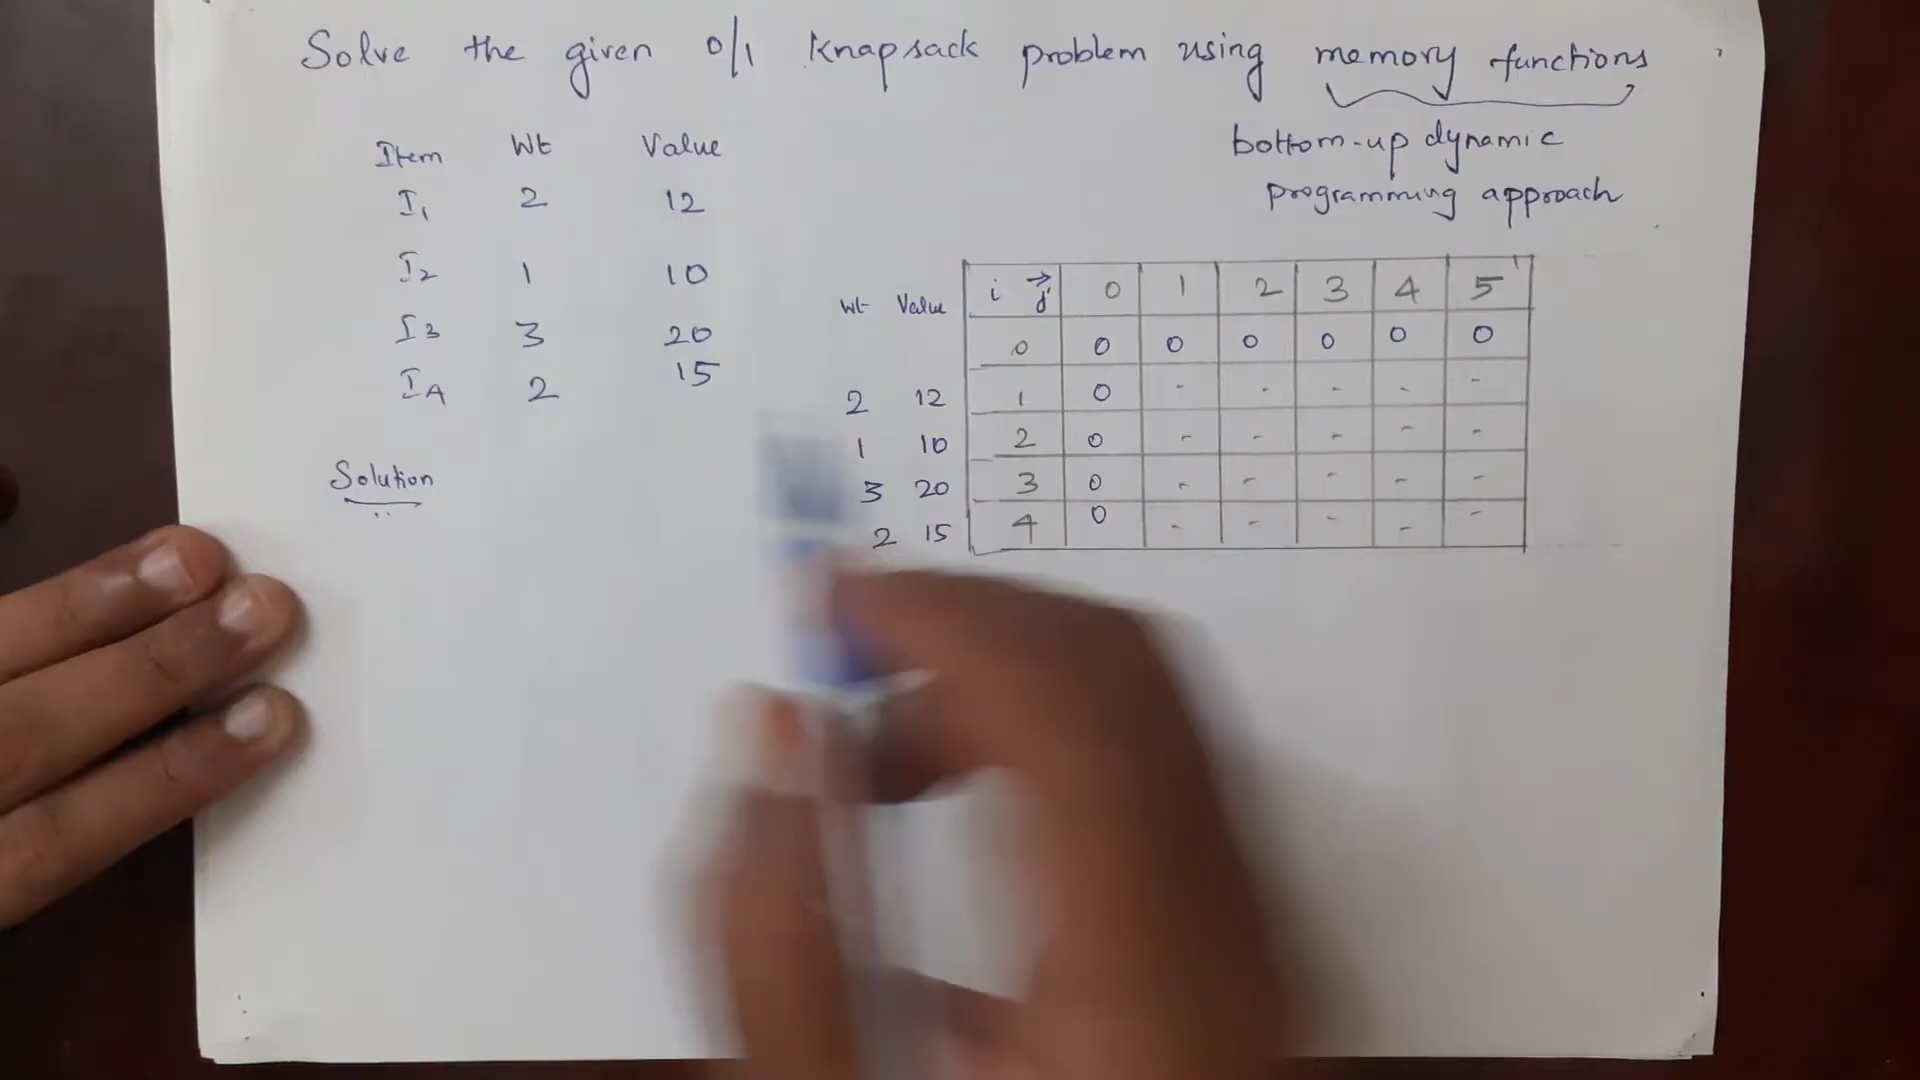 Solve the given 0/1 knapsack problem using memory functions
bottom-up dynamic
programming approach
Item Wt Value
I1 2 12
I2 1 10
I3 3 20
I4 2 15
Solution
Wt Value i j 0 1 2 3 4 5
0 0 0 0 0 0 0
2 12 1 0 - - - - -
1 10 2 0 - - - - -
3 20 3 0 - - - - -
2 15 4 0 - - - - -